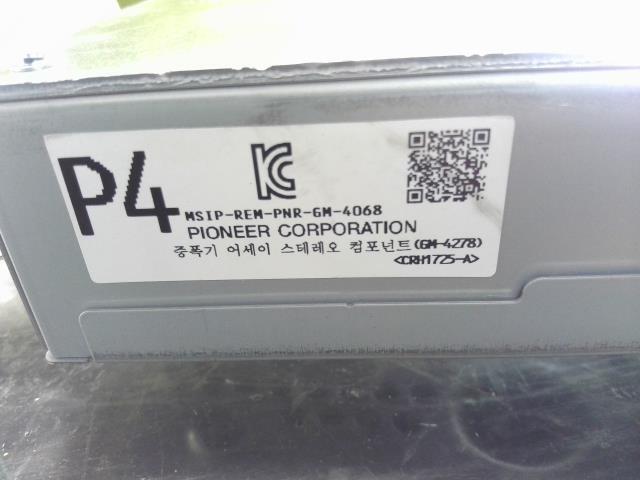 P4
MSIP-REM-PNR-GM-4068
PIONEER CORPORATION
증폭기 어세이 스테레오 컴포넌트(GM-4278)
<CRH1725-A>